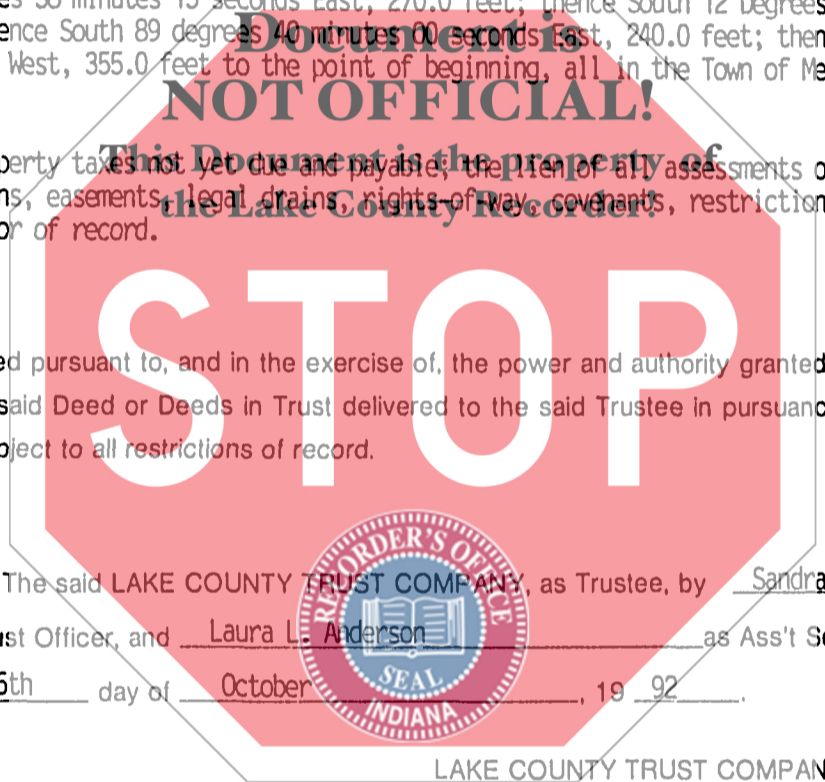 es 58 minutes 15 seconds East, 270.0 feet; thence South 12 degrees
ence South 89 degrees 40 minutes 00 seconds East, 240.0 feet; then
West, 355.0 feet to the point of beginning, all in the Town of Me
Document is
NOT OFFICIAL!
This Document is the property of
the Lake County Recorder!
perty taxes not yet due and payable; the lien of all assessments o
ns, easements, legal drains, rights-of-way, covenants, restriction
or of record.
STOP
ed pursuant to, and in the exercise of, the power and authority granted
said Deed or Deeds in Trust delivered to the said Trustee in pursuanc
bject to all restrictions of record.
RECORDER'S OFFICE
SEAL
INDIANA
The said LAKE COUNTY TRUST COMPANY, as Trustee, by Sandra
ust Officer, and Laura L. Anderson as Ass't Se
6th day of October, 19 92.
LAKE COUNTY TRUST COMPAN